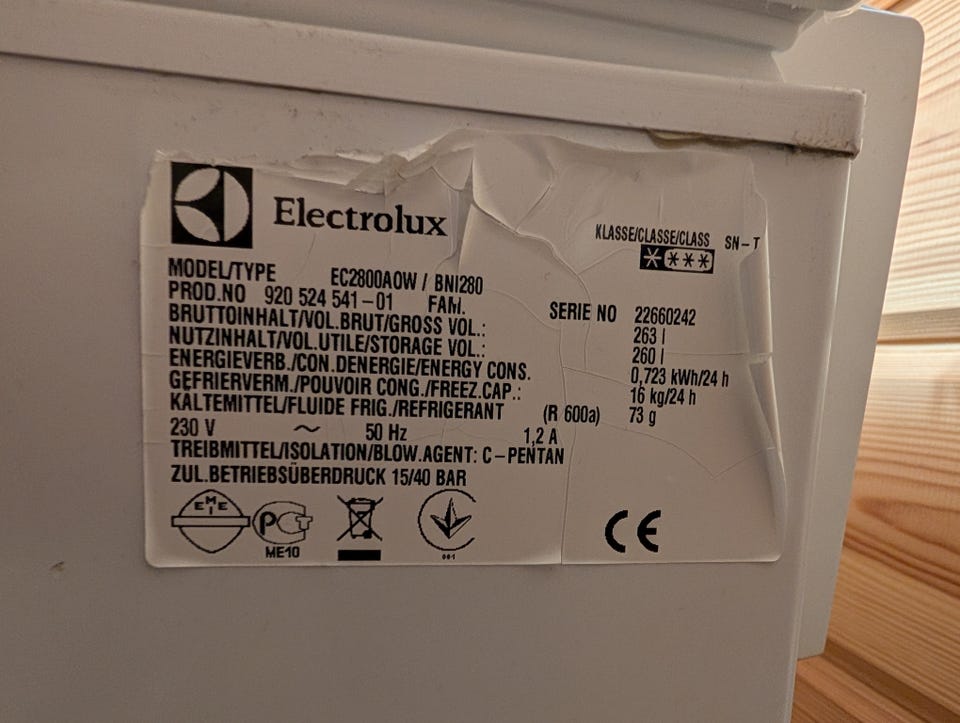 Electrolux
KLASSE/CLASSE/CLASS SN-T
****
MODEL/TYPE EC2800AOW / BNI280
PROD.NO 920 524 541-01 FAM. SERIE NO 22660242
BRUTTOINHALT/VOL.BRUT/GROSS VOL.: 263 l
NUTZINHALT/VOL.UTILE/STORAGE VOL.: 260 l
ENERGIEVERB./CON.DENERGIE/ENERGY CONS. 0,723 kWh/24 h
GEFRIERVERM./POUVOIR CONG./FREEZ.CAP.: 16 kg/24 h
KALTEMITTEL/FLUIDE FRIG./REFRIGERANT (R 600a) 73 g
230 V ~ 50 Hz 1,2 A
TREIBMITTEL/ISOLATION/BLOW.AGENT: C-PENTAN
ZUL.BETRIEBSÜBERDRUCK 15/40 BAR
PCT
ME10
001
CE